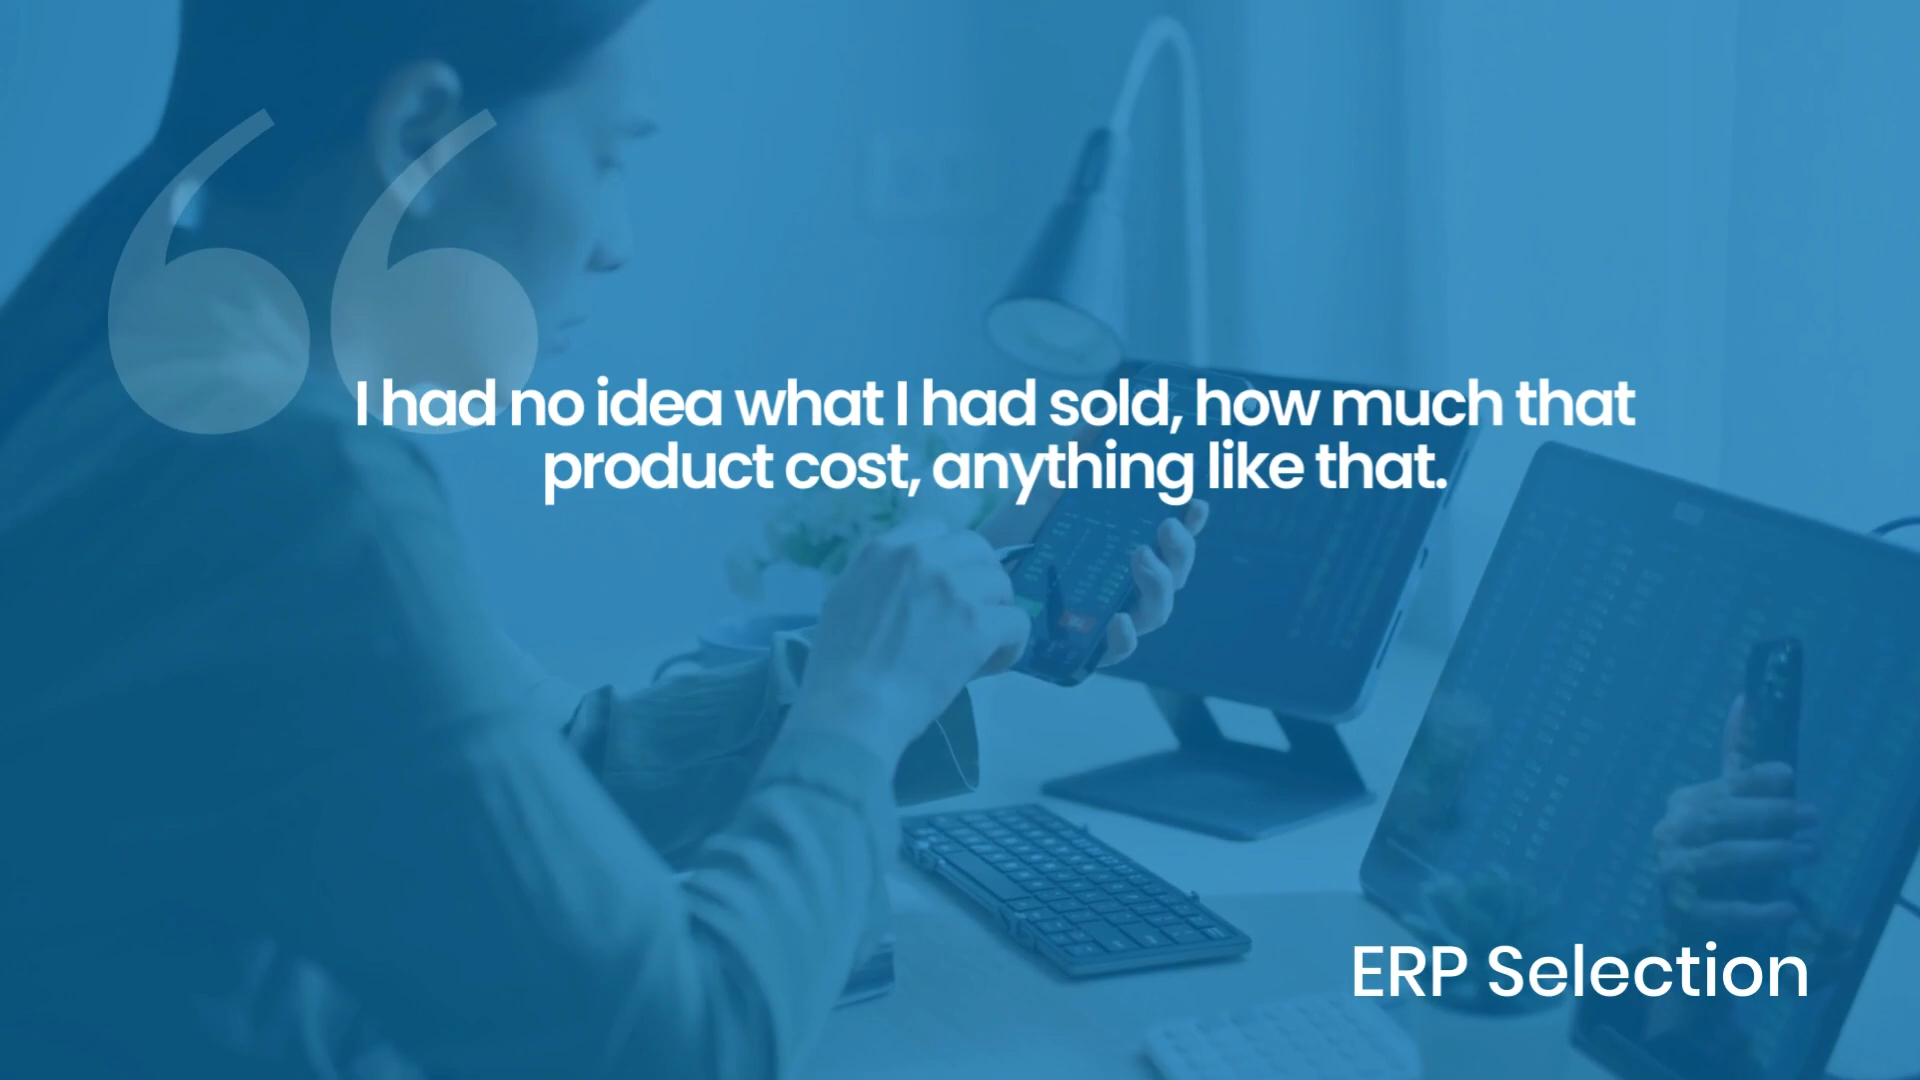 I had no idea what I had sold, how much that
product cost, anything like that.
ERP Selection